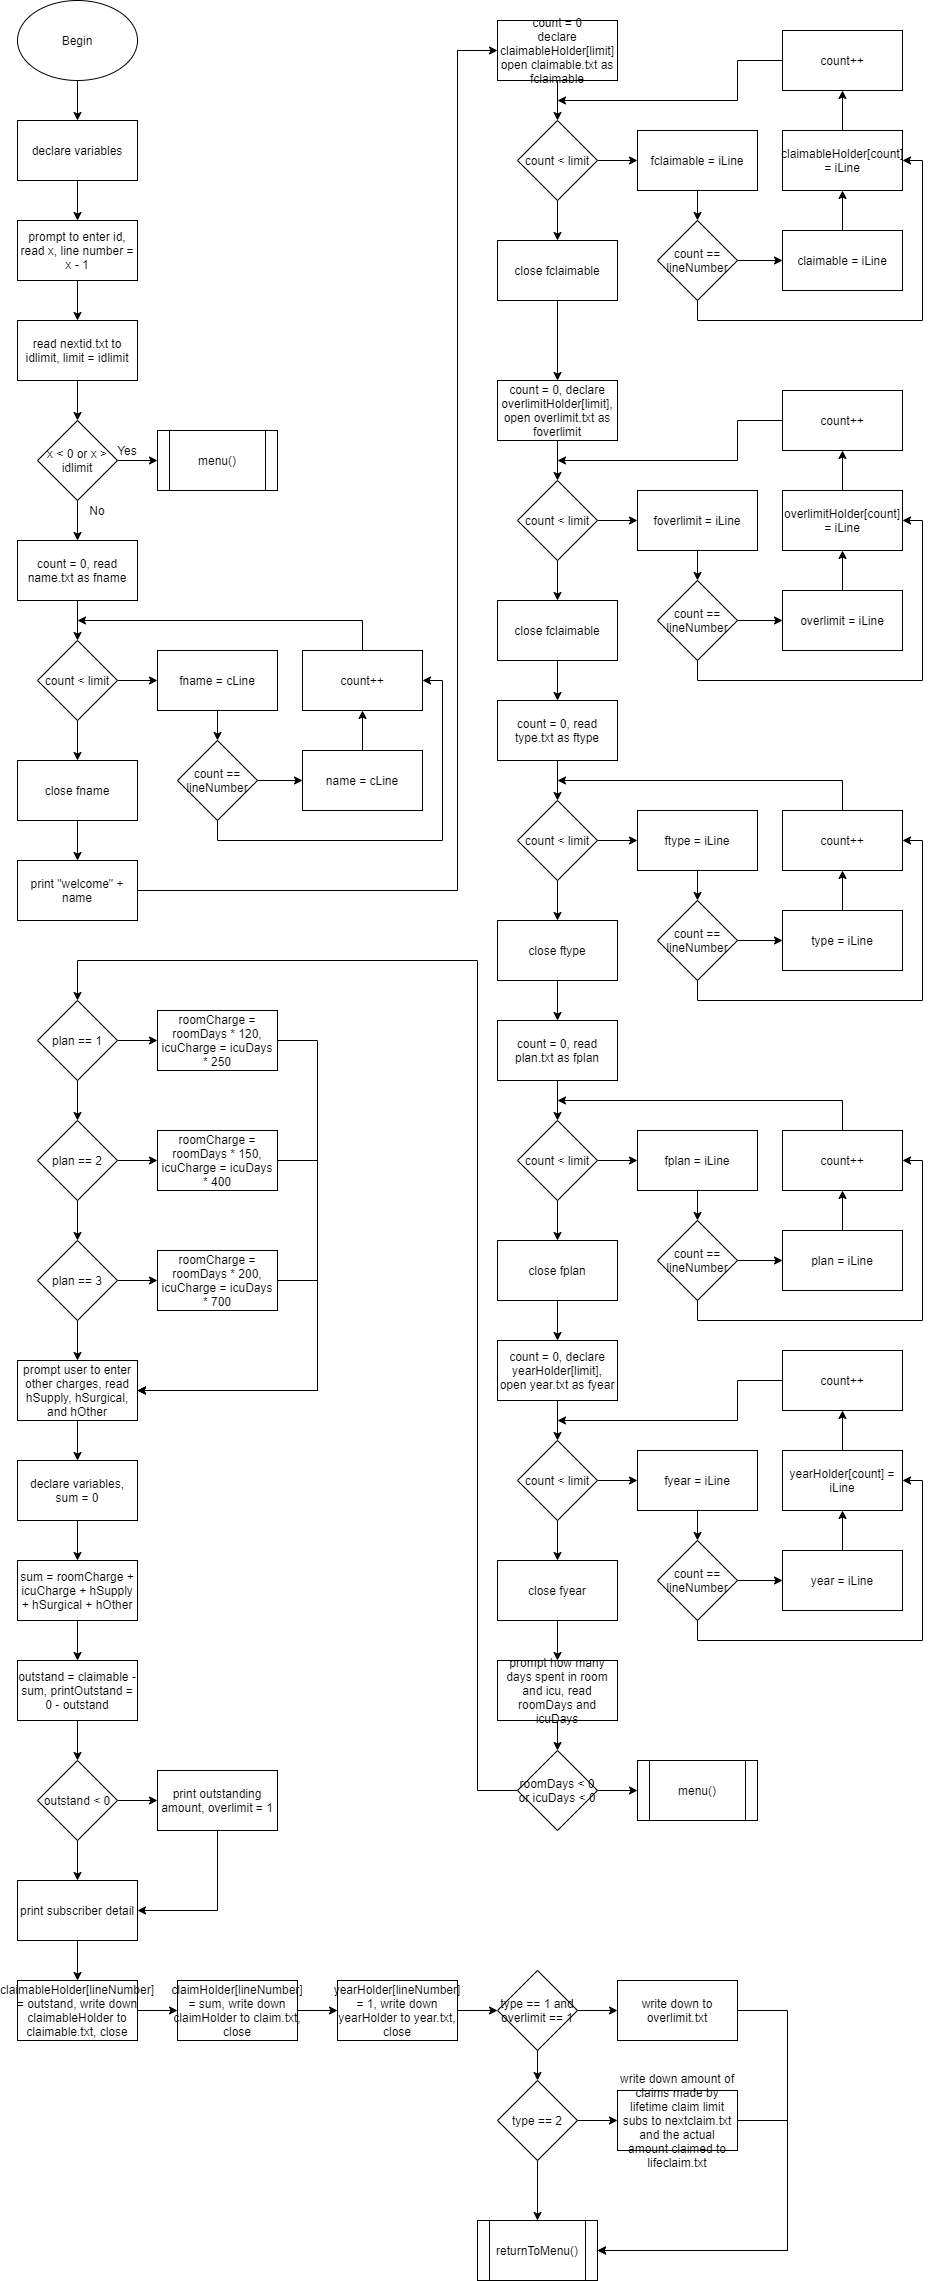 Begin
declare variables
prompt to enter id,
read x, line number =
x - 1
read nextid.txt to
idlimit, limit = idlimit
x < 0 or x >
idlimit
Yes
menu()
No
count = 0, read
name.txt as fname
count < limit
fname = cLine
count++
count ==
lineNumber
name = cLine
close fname
print "welcome" +
name
count = 0
declare
claimableHolder[limit]
open claimable.txt as
fclaimable
count < limit
fclaimable = iLine
count ==
lineNumber
claimable = iLine
claimableHolder[count]
= iLine
count++
close fclaimable
count = 0, declare
overlimitHolder[limit],
open overlimit.txt as
foverlimit
count < limit
foverlimit = iLine
count ==
lineNumber
overlimit = iLine
overlimitHolder[count]
= iLine
count++
close fclaimable
count = 0, read
type.txt as ftype
count < limit
ftype = iLine
count ==
lineNumber
type = iLine
count++
close ftype
count = 0, read
plan.txt as fplan
count < limit
fplan = iLine
count ==
lineNumber
plan = iLine
count++
close fplan
count = 0, declare
yearHolder[limit],
open year.txt as fyear
count < limit
fyear = iLine
count ==
lineNumber
year = iLine
yearHolder[count] =
iLine
count++
close fyear
prompt how many
days spent in room
and icu, read
roomDays and
icuDays
roomDays < 0
or icuDays < 0
menu()
plan == 1
roomCharge =
roomDays * 120,
icuCharge = icuDays
* 250
plan == 2
roomCharge =
roomDays * 150,
icuCharge = icuDays
* 400
plan == 3
roomCharge =
roomDays * 200,
icuCharge = icuDays
* 700
prompt user to enter
other charges, read
hSupply, hSurgical,
and hOther
declare variables,
sum = 0
sum = roomCharge +
icuCharge + hSupply
+ hSurgical + hOther
outstand = claimable -
sum, printOutstand =
0 - outstand
outstand < 0
print outstanding
amount, overlimit = 1
print subscriber detail
claimableHolder[lineNumber]
= outstand, write down
claimableHolder to
claimable.txt, close
claimHolder[lineNumber]
= sum, write down
claimHolder to claim.txt,
close
yearHolder[lineNumber]
= 1, write down
yearHolder to year.txt,
close
type == 1 and
overlimit == 1
write down to
overlimit.txt
type == 2
write down amount of
claims made by
lifetime claim limit
subs to nextclaim.txt
and the actual
amount claimed to
lifeclaim.txt
returnToMenu()